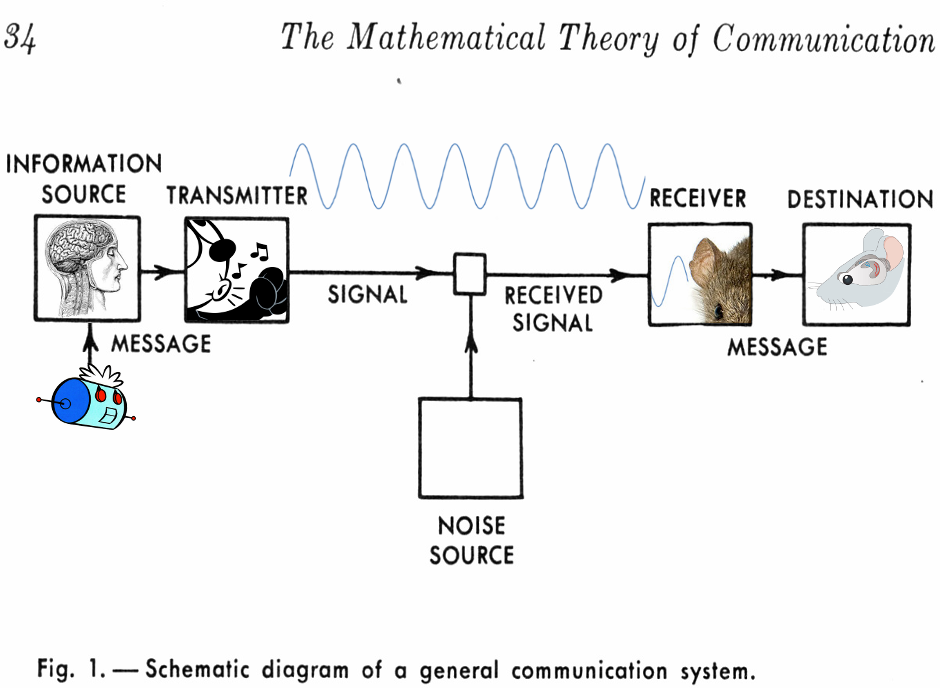 34 The Mathematical Theory of Communication
INFORMATION
SOURCE
TRANSMITTER
RECEIVER
DESTINATION
SIGNAL
RECEIVED
SIGNAL
MESSAGE
MESSAGE
NOISE
SOURCE
Fig. 1. — Schematic diagram of a general communication system.